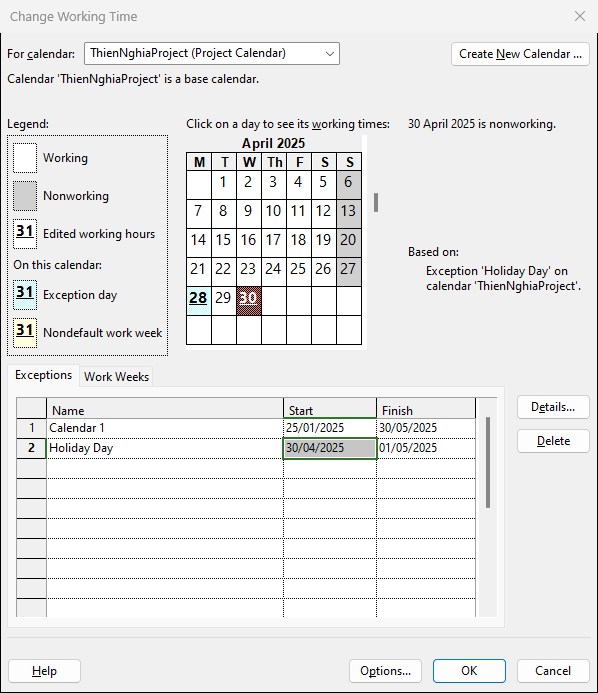 Change Working Time
For calendar: ThienNghiaProject (Project Calendar)
Create New Calendar ...
Calendar 'ThienNghiaProject' is a base calendar.
Legend:
Working
Nonworking
31 Edited working hours
On this calendar:
31 Exception day
31 Nondefault work week
Click on a day to see its working times:
April 2025
M T W Th F S S
1 2 3 4 5 6
7 8 9 10 11 12 13
14 15 16 17 18 19 20
21 22 23 24 25 26 27
28 29 30
30 April 2025 is nonworking.
Based on:
Exception 'Holiday Day' on
calendar 'ThienNghiaProject'.
Exceptions Work Weeks
Name Start Finish
1 Calendar 1 25/01/2025 30/05/2025
2 Holiday Day 30/04/2025 01/05/2025
Details...
Delete
Help Options... OK Cancel